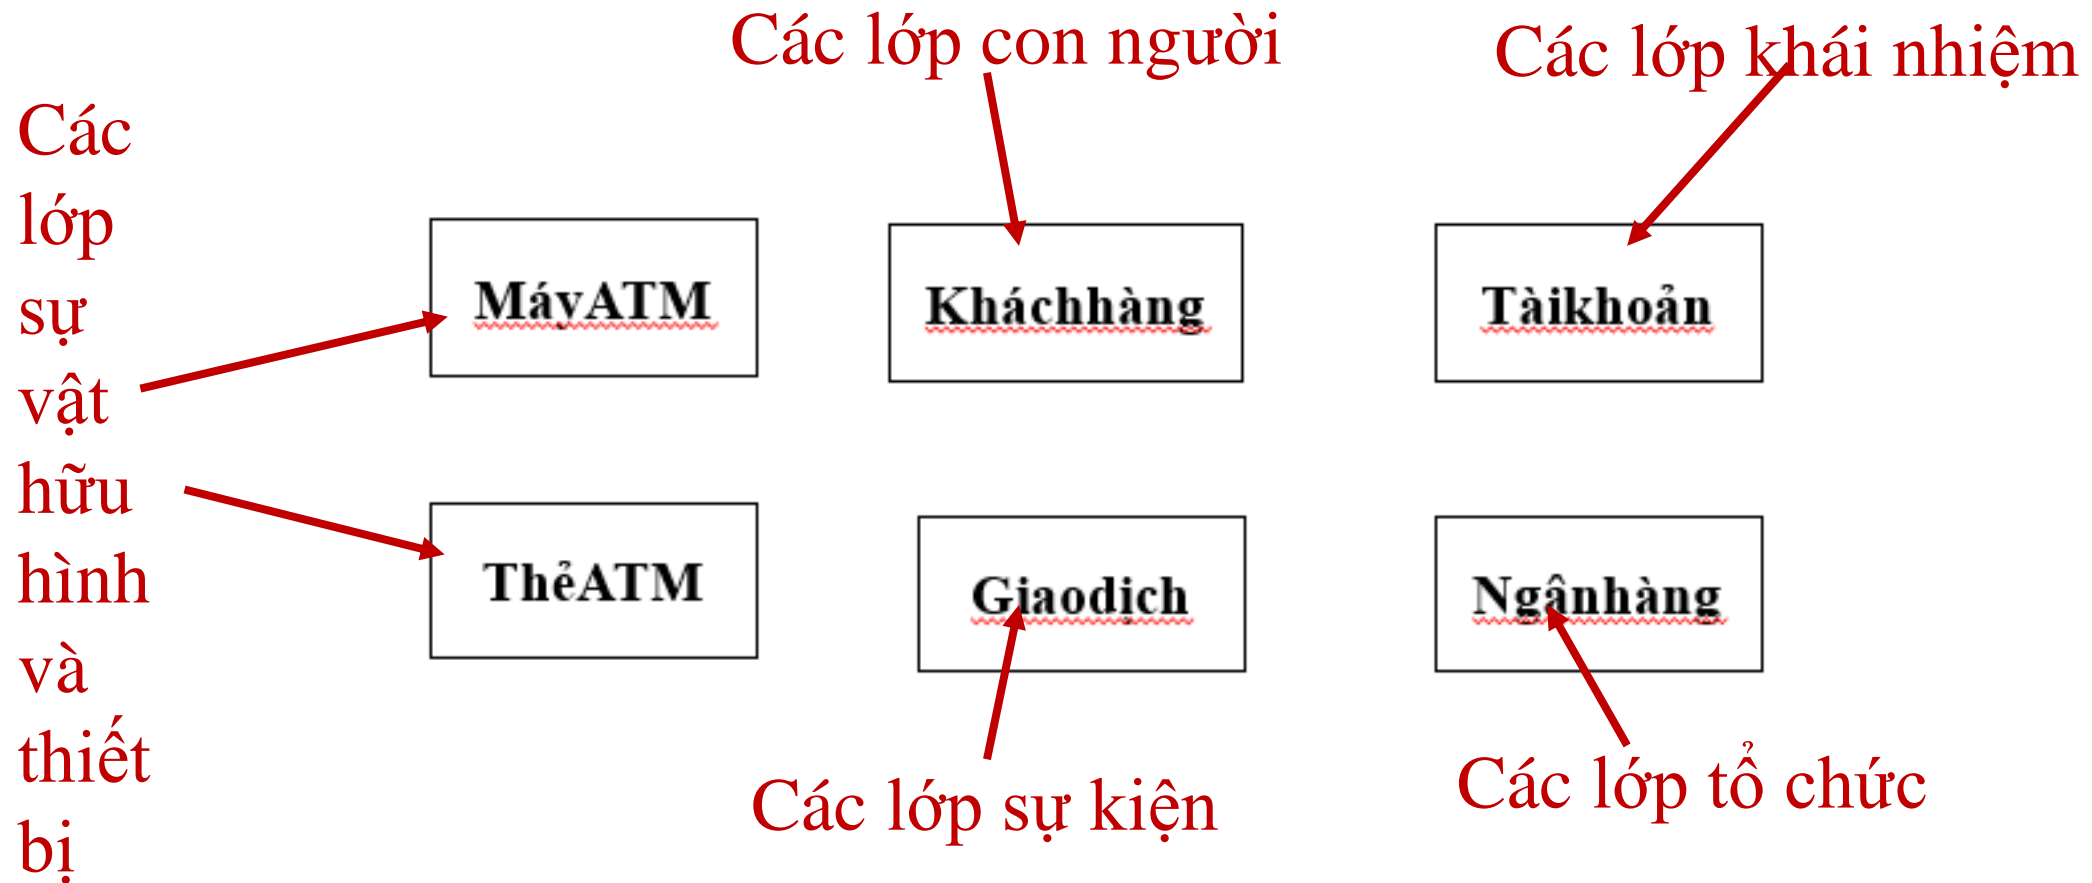 Các lớp con người
Các lớp khái nhiệm
Các
lớp
sự
vật
hữu
hình
và
thiết
bị
MáyATM
Kháchhàng
Tàikhoản
ThẻATM
Giaodịch
Ngânhàng
Các lớp sự kiện
Các lớp tổ chức